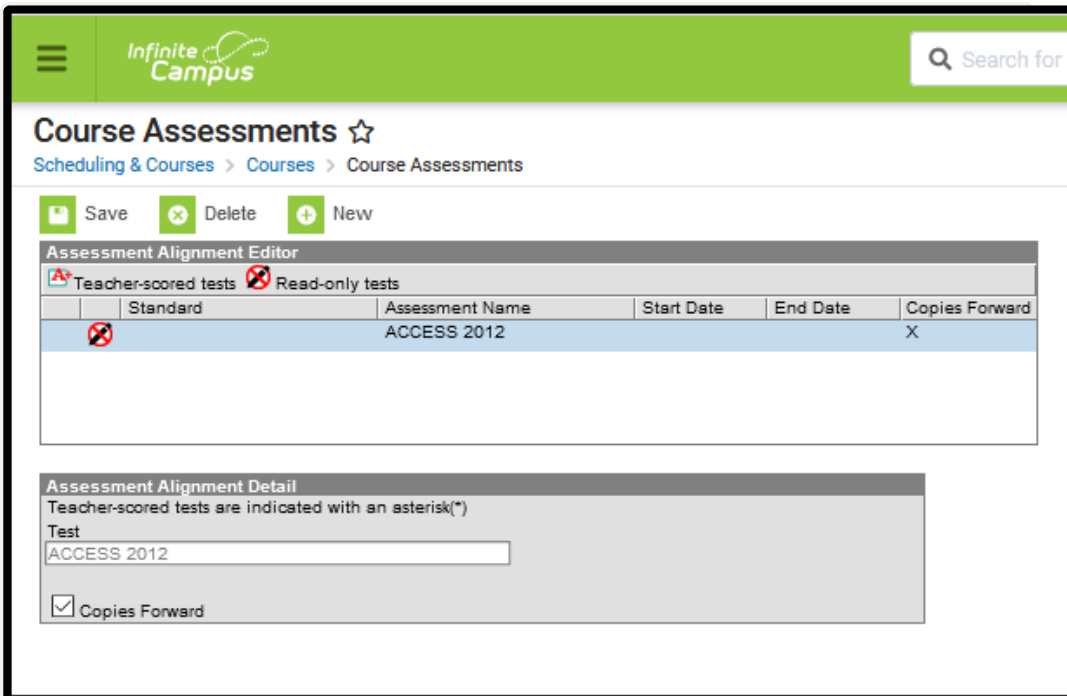 Infinite
Campus
Search for
Course Assessments
Scheduling & Courses > Courses > Course Assessments
Save Delete New
Assessment Alignment Editor
A+ Teacher-scored tests Read-only tests
Standard Assessment Name Start Date End Date Copies Forward
ACCESS 2012 X
Assessment Alignment Detail
Teacher-scored tests are indicated with an asterisk(*)
Test
ACCESS 2012
Copies Forward